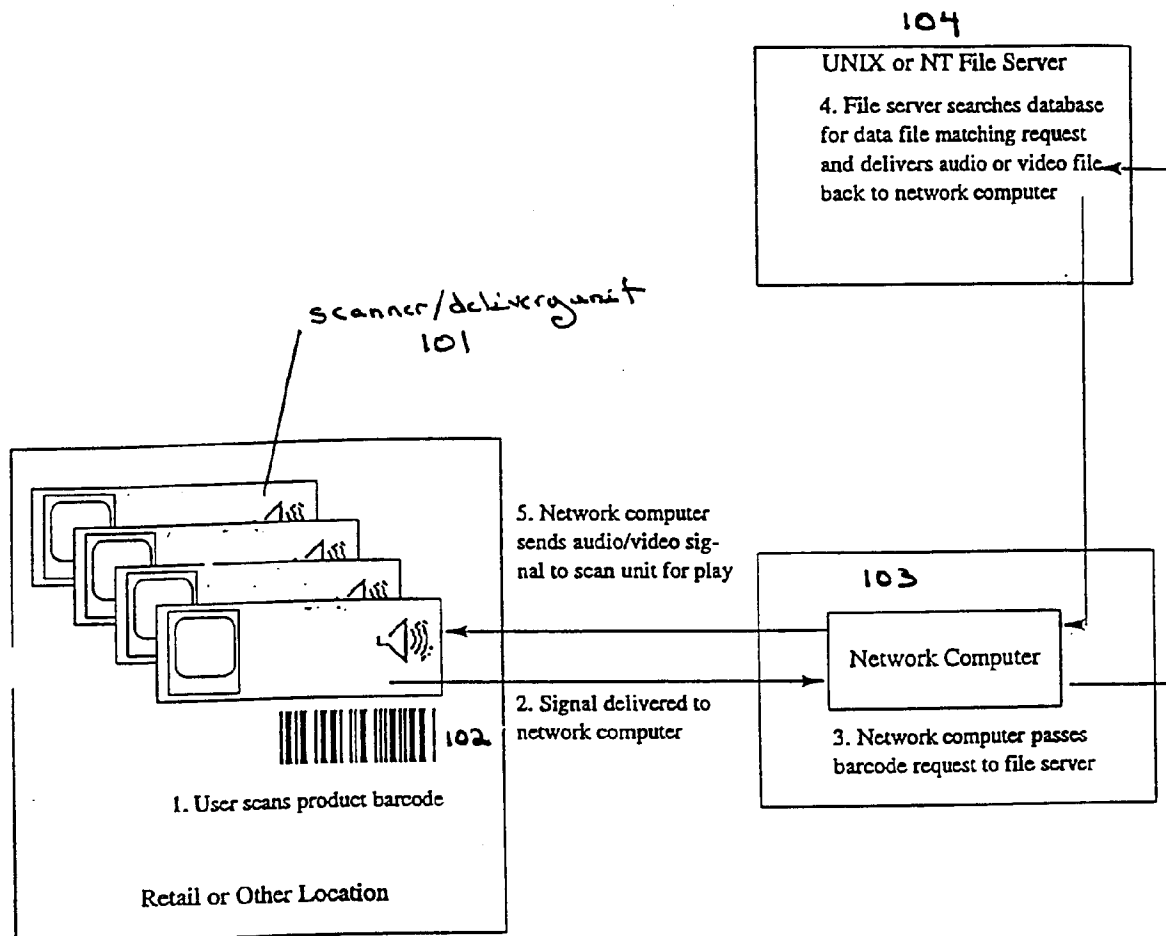 104
UNIX or NT File Server
4. File server searches database
for data file matching request
and delivers audio or video file
back to network computer
scanner/delivery unit
101
5. Network computer
sends audio/video sig-
nal to scan unit for play
103
Network Computer
2. Signal delivered to
network computer
3. Network computer passes
barcode request to file server
102
1. User scans product barcode
Retail or Other Location